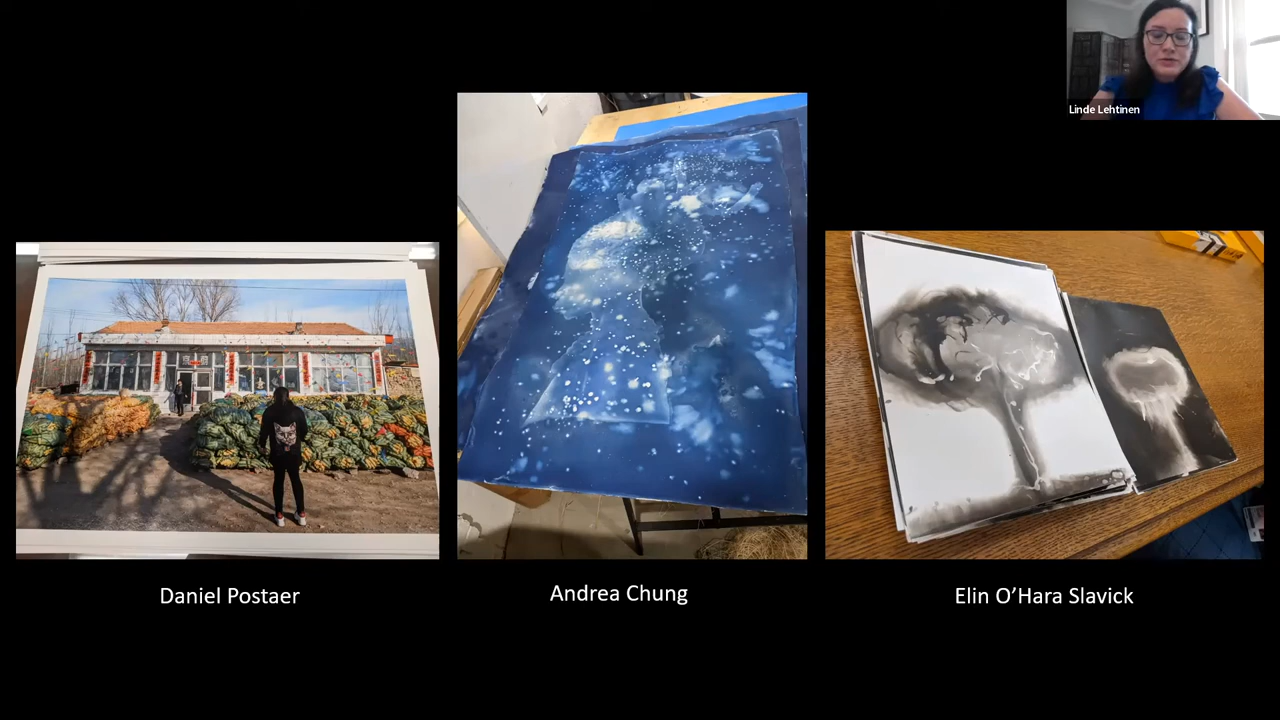 Linde Lehtinen
Daniel Postaer
Andrea Chung
Elin O’Hara Slavick